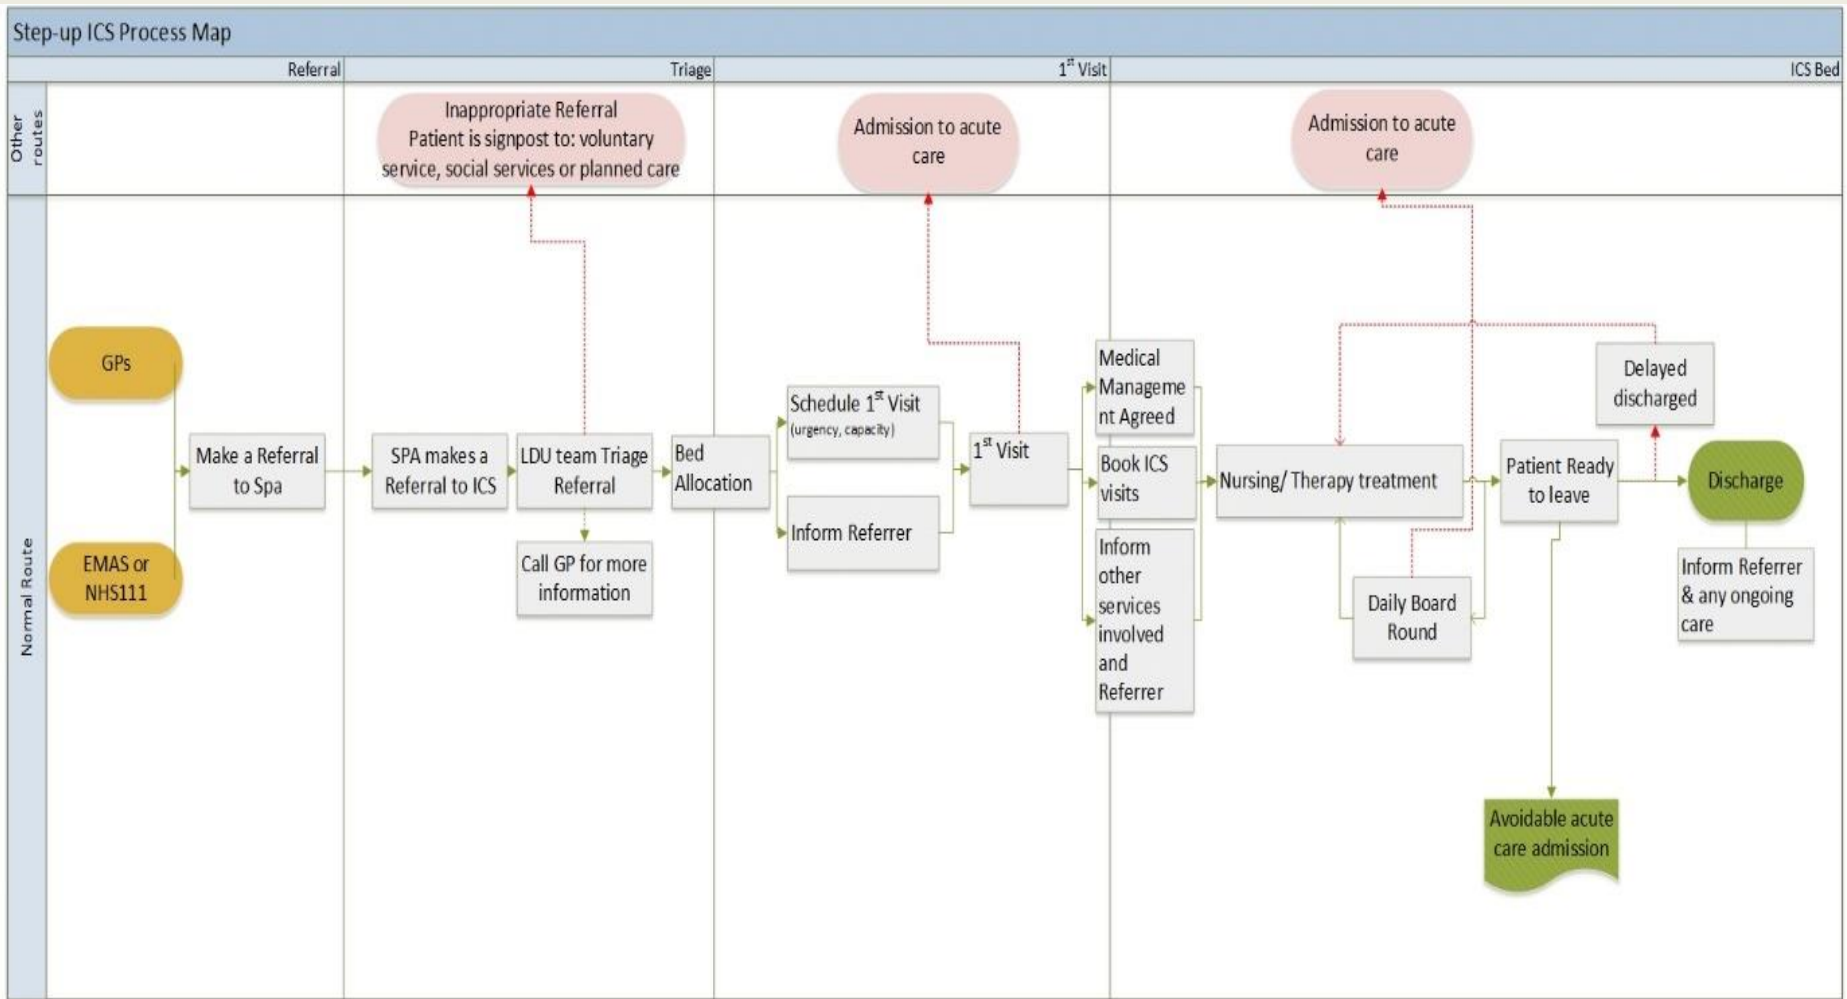 Step-up ICS Process Map
Referral
Triage
1st Visit
ICS Bed
Other
routes
Inappropriate Referral
Patient is signpost to: voluntary
service, social services or planned care
Admission to acute
care
Admission to acute
care
Normal Route
GPs
EMAS or
NHS111
Make a Referral
to Spa
SPA makes a
Referral to ICS
LDU team Triage
Referral
Call GP for more
information
Bed
Allocation
Schedule 1st Visit
(urgency, capacity)
Inform Referrer
1st Visit
Medical
Manageme
nt Agreed
Book ICS
visits
Inform
other
services
involved
and
Referrer
Nursing/ Therapy treatment
Daily Board
Round
Patient Ready
to leave
Delayed
discharged
Discharge
Inform Referrer
& any ongoing
care
Avoidable acute
care admission